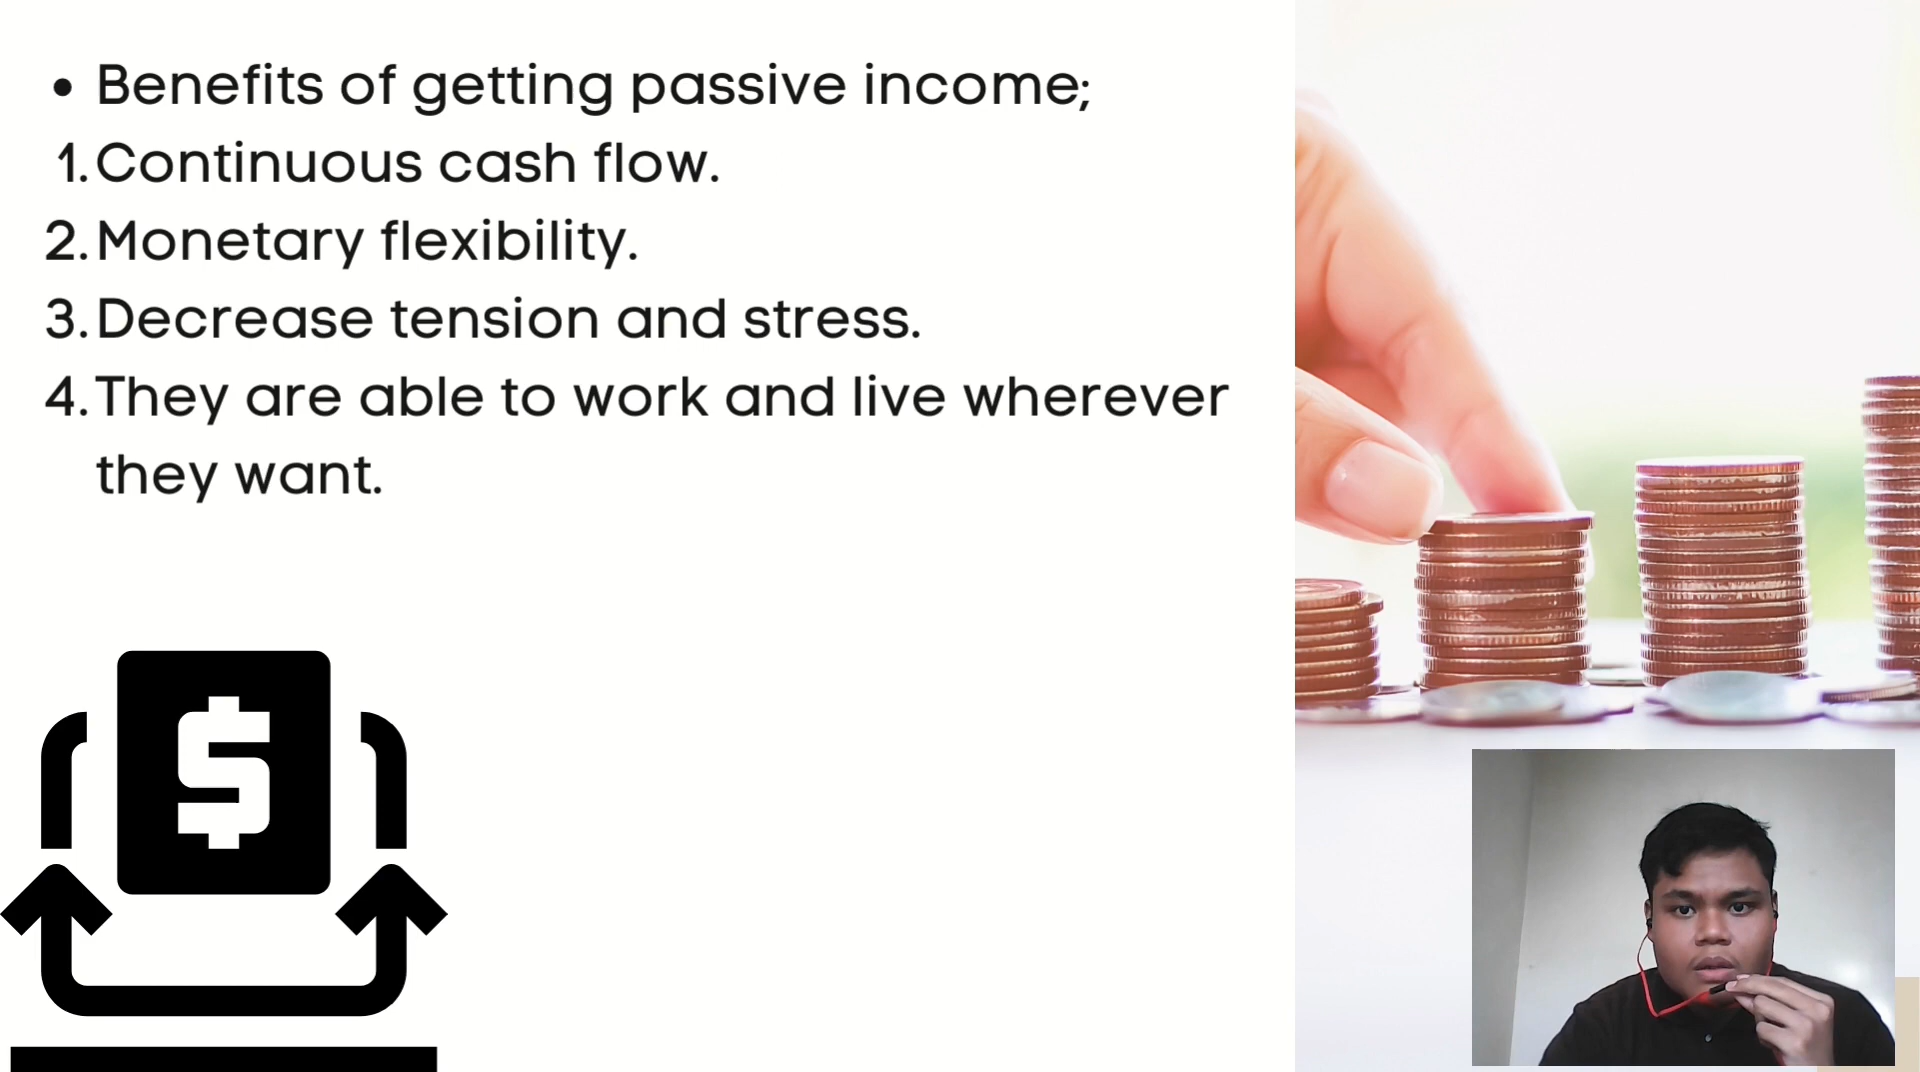 • Benefits of getting passive income;
1. Continuous cash flow.
2. Monetary flexibility.
3. Decrease tension and stress.
4. They are able to work and live wherever
they want.
$